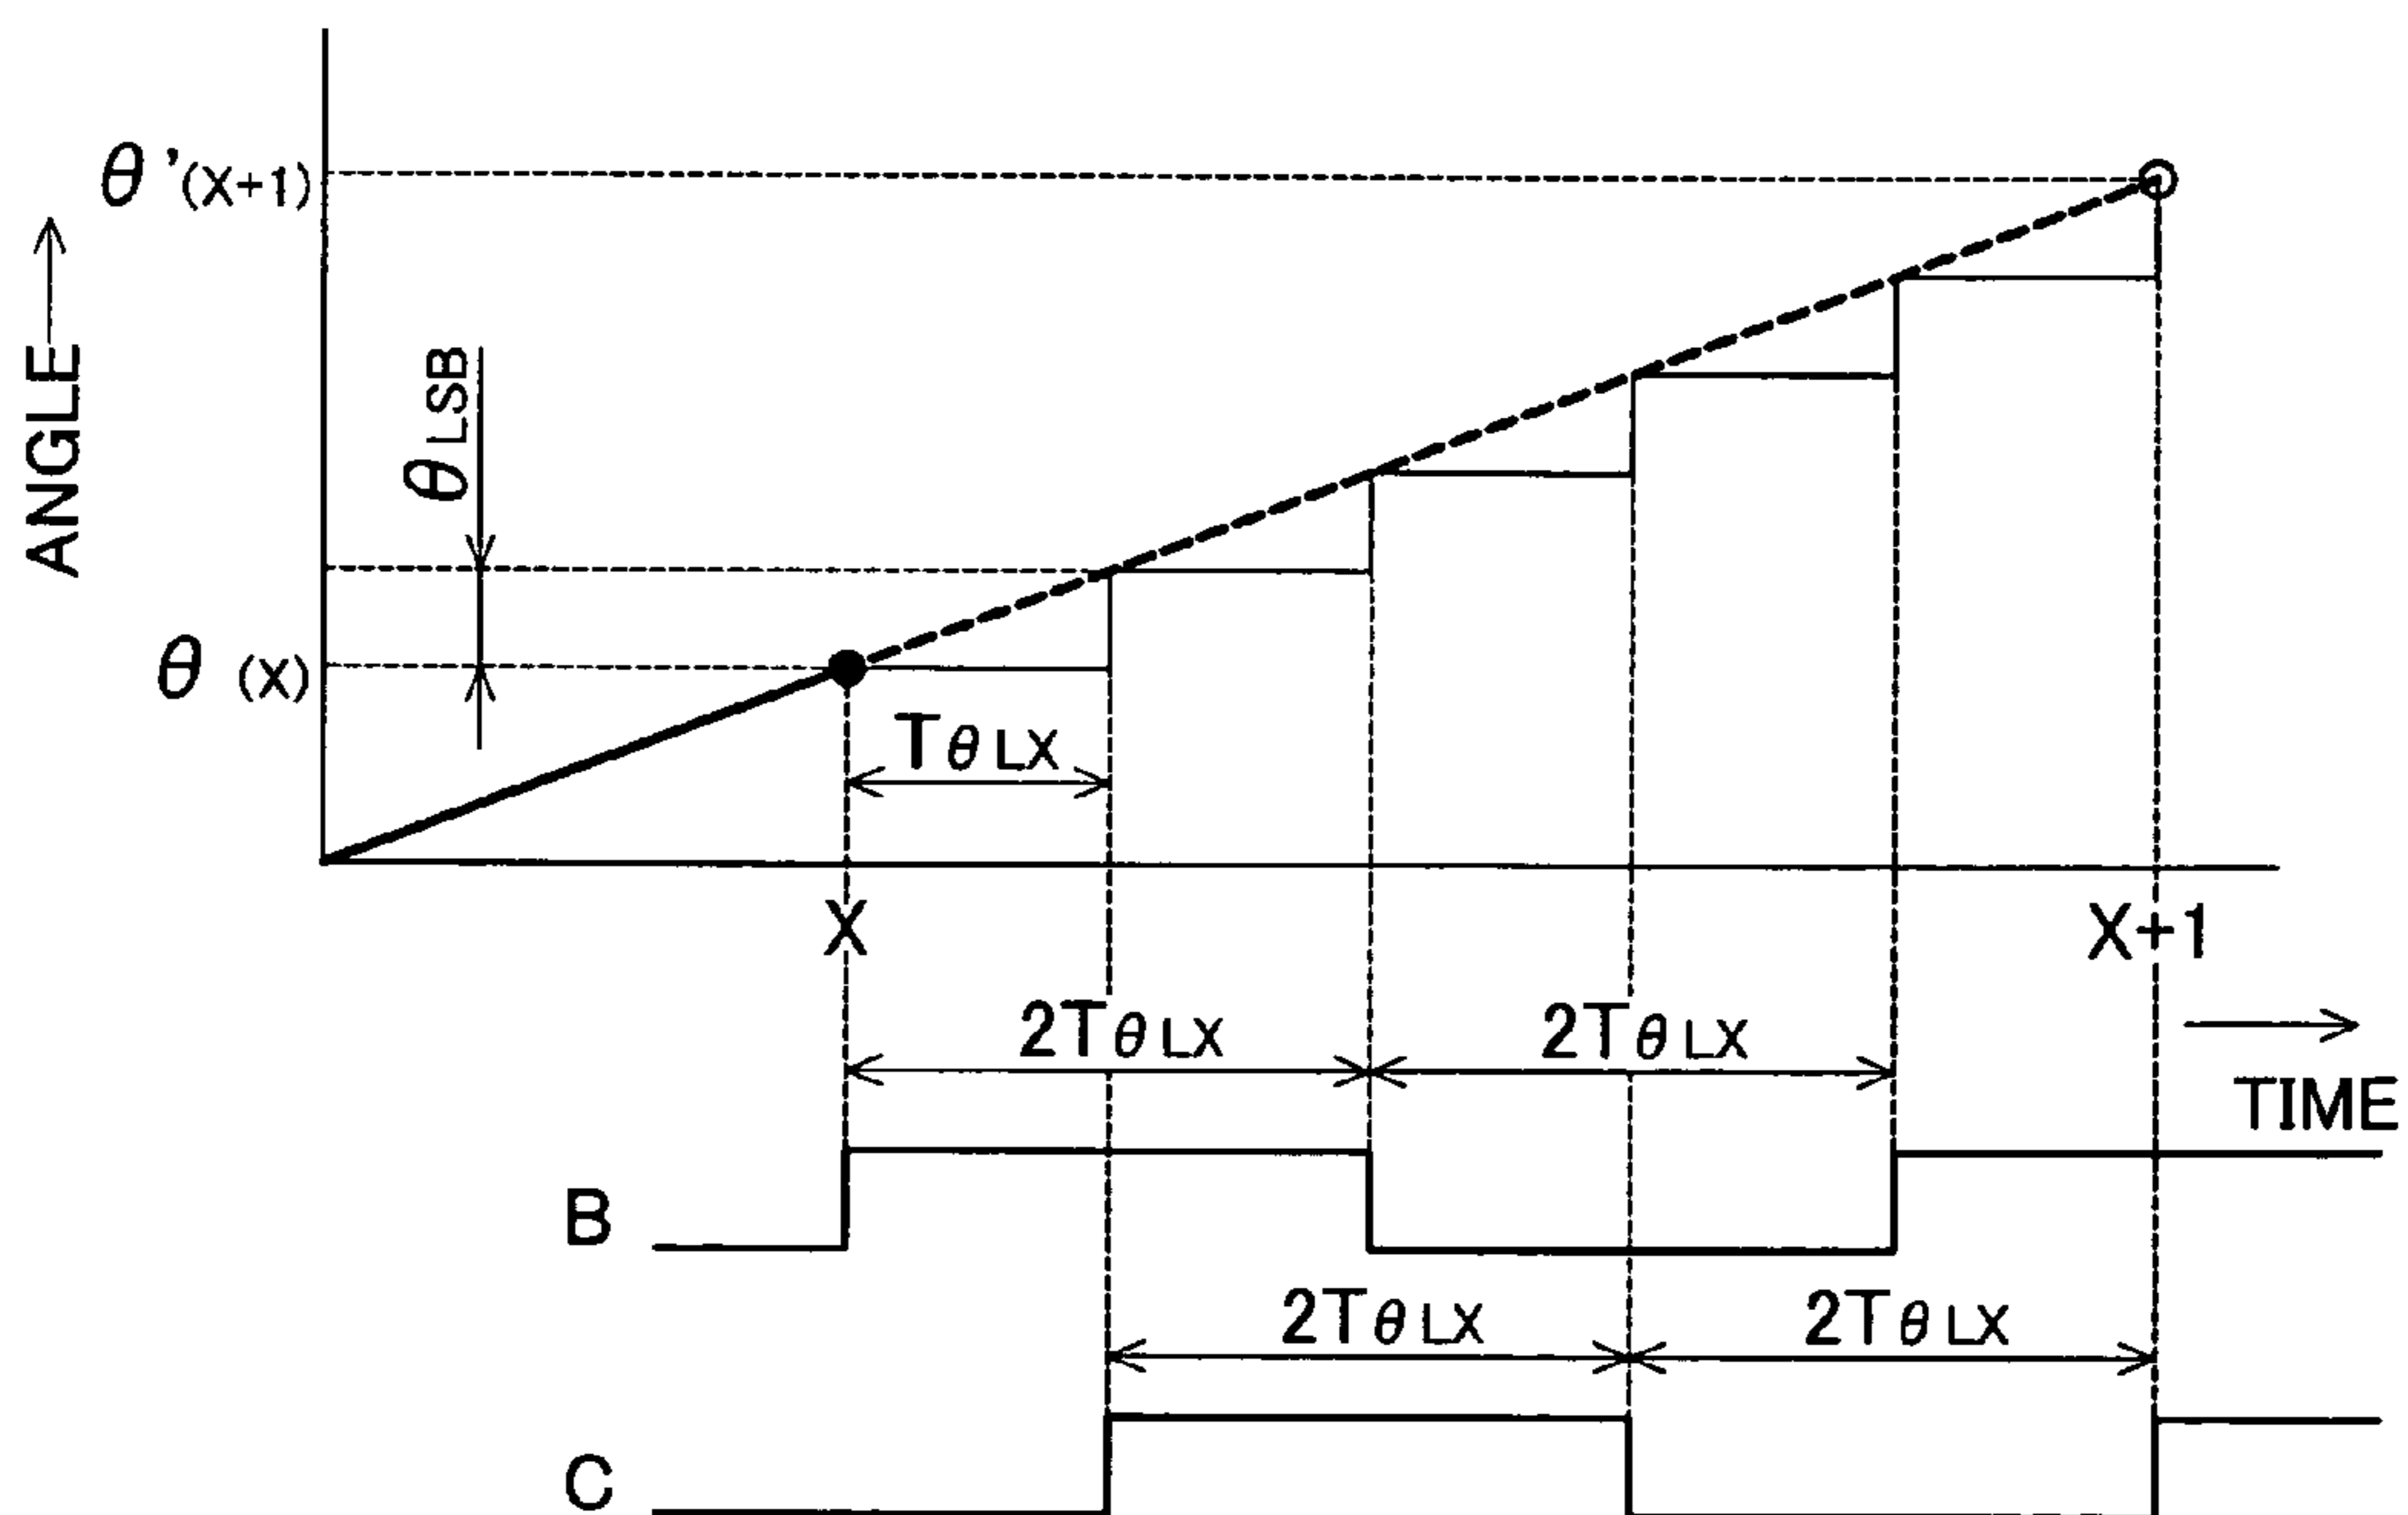 θ'(X+1)
ANGLE
θLSB
θ (X)
TθLX
X
X+1
2TθLX
2TθLX
TIME
B
2TθLX
2TθLX
C